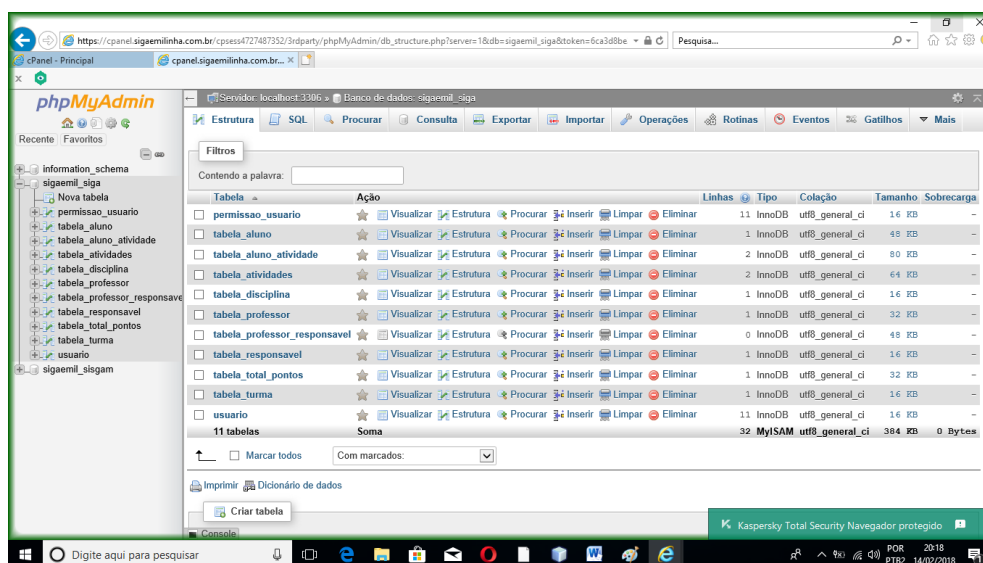 https://cpanel.sigaemilinha.com.br/cpsess4727487352/3rdparty/phpMyAdmin/db_structure.php?server=1&db=sigaemil_siga&token=6ca3d8be
Pesquisa...
cPanel - Principal
cpanel.sigaemilinha.com.br...
phpMyAdmin
Recente Favoritos
information_schema
sigaemil_siga
Nova tabela
permissao_usuario
tabela_aluno
tabela_aluno_atividade
tabela_atividades
tabela_disciplina
tabela_professor
tabela_professor_responsave
tabela_responsavel
tabela_total_pontos
tabela_turma
usuario
sigaemil_sisgam
Servidor: localhost:3306 » Banco de dados: sigaemil_siga
Estrutura SQL Procurar Consulta Exportar Importar Operações Rotinas Eventos Gatilhos Mais
Filtros
Contendo a palavra:
Tabela Ação Linhas Tipo Colação Tamanho Sobrecarga
permissao_usuario Visualizar Estrutura Procurar Inserir Limpar Eliminar 11 InnoDB utf8_general_ci 16 KB -
tabela_aluno Visualizar Estrutura Procurar Inserir Limpar Eliminar 1 InnoDB utf8_general_ci 48 KB -
tabela_aluno_atividade Visualizar Estrutura Procurar Inserir Limpar Eliminar 2 InnoDB utf8_general_ci 80 KB -
tabela_atividades Visualizar Estrutura Procurar Inserir Limpar Eliminar 2 InnoDB utf8_general_ci 64 KB -
tabela_disciplina Visualizar Estrutura Procurar Inserir Limpar Eliminar 1 InnoDB utf8_general_ci 16 KB -
tabela_professor Visualizar Estrutura Procurar Inserir Limpar Eliminar 1 InnoDB utf8_general_ci 32 KB -
tabela_professor_responsavel Visualizar Estrutura Procurar Inserir Limpar Eliminar 0 InnoDB utf8_general_ci 48 KB -
tabela_responsavel Visualizar Estrutura Procurar Inserir Limpar Eliminar 1 InnoDB utf8_general_ci 16 KB -
tabela_total_pontos Visualizar Estrutura Procurar Inserir Limpar Eliminar 1 InnoDB utf8_general_ci 32 KB -
tabela_turma Visualizar Estrutura Procurar Inserir Limpar Eliminar 1 InnoDB utf8_general_ci 16 KB -
usuario Visualizar Estrutura Procurar Inserir Limpar Eliminar 11 InnoDB utf8_general_ci 16 KB -
11 tabelas Soma 32 MyISAM utf8_general_ci 384 KB 0 Bytes
Marcar todos Com marcados:
Imprimir Dicionário de dados
Criar tabela
Console
Kaspersky Total Security Navegador protegido
Digite aqui para pesquisar
POR 20:18
PTB2 14/02/2018